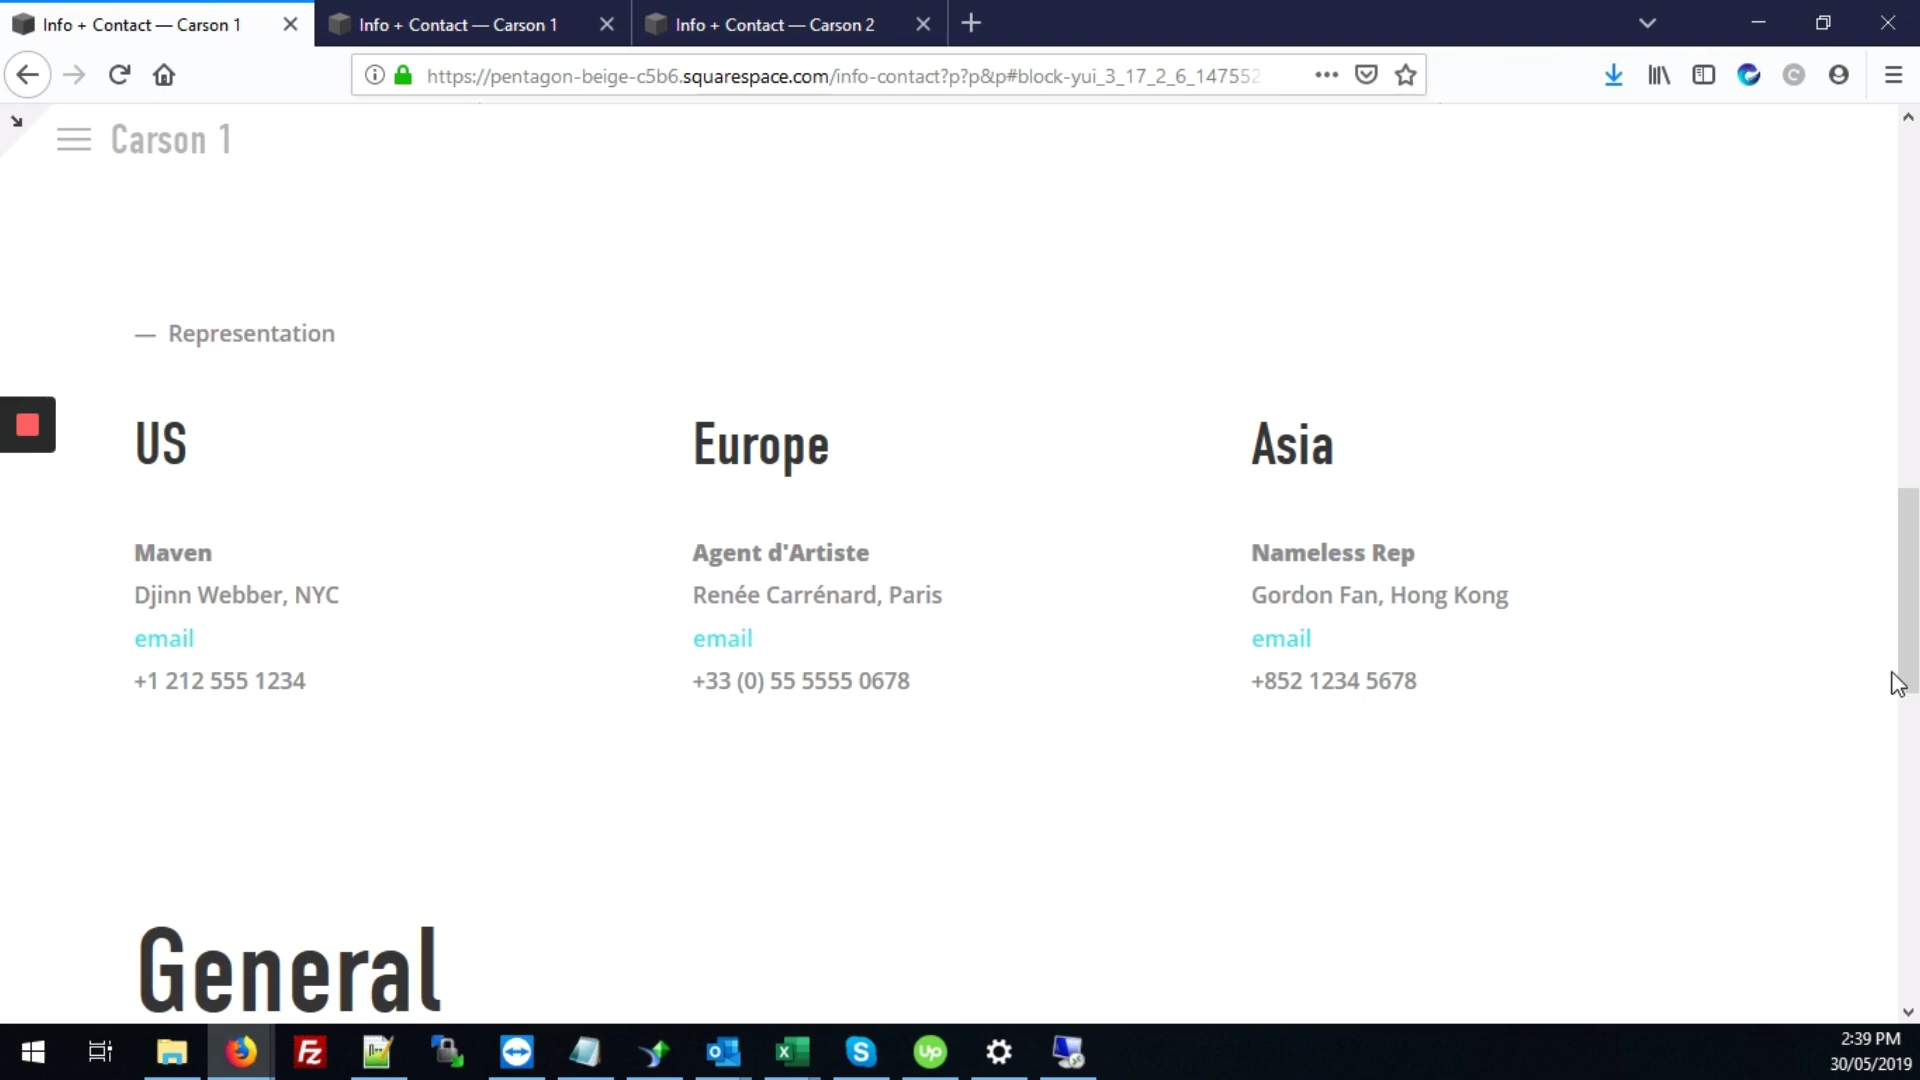 Info + Contact — Carson 1
Info + Contact — Carson 1
Info + Contact — Carson 2
https://pentagon-beige-c5b6.squarespace.com/info-contact?p?p&p#block-yui_3_17_2_6_147552
Carson 1
— Representation
US
Europe
Asia
Maven
Djinn Webber, NYC
email
+1 212 555 1234
Agent d'Artiste
Renée Carrénard, Paris
email
+33 (0) 55 5555 0678
Nameless Rep
Gordon Fan, Hong Kong
email
+852 1234 5678
General
2:39 PM
30/05/2019